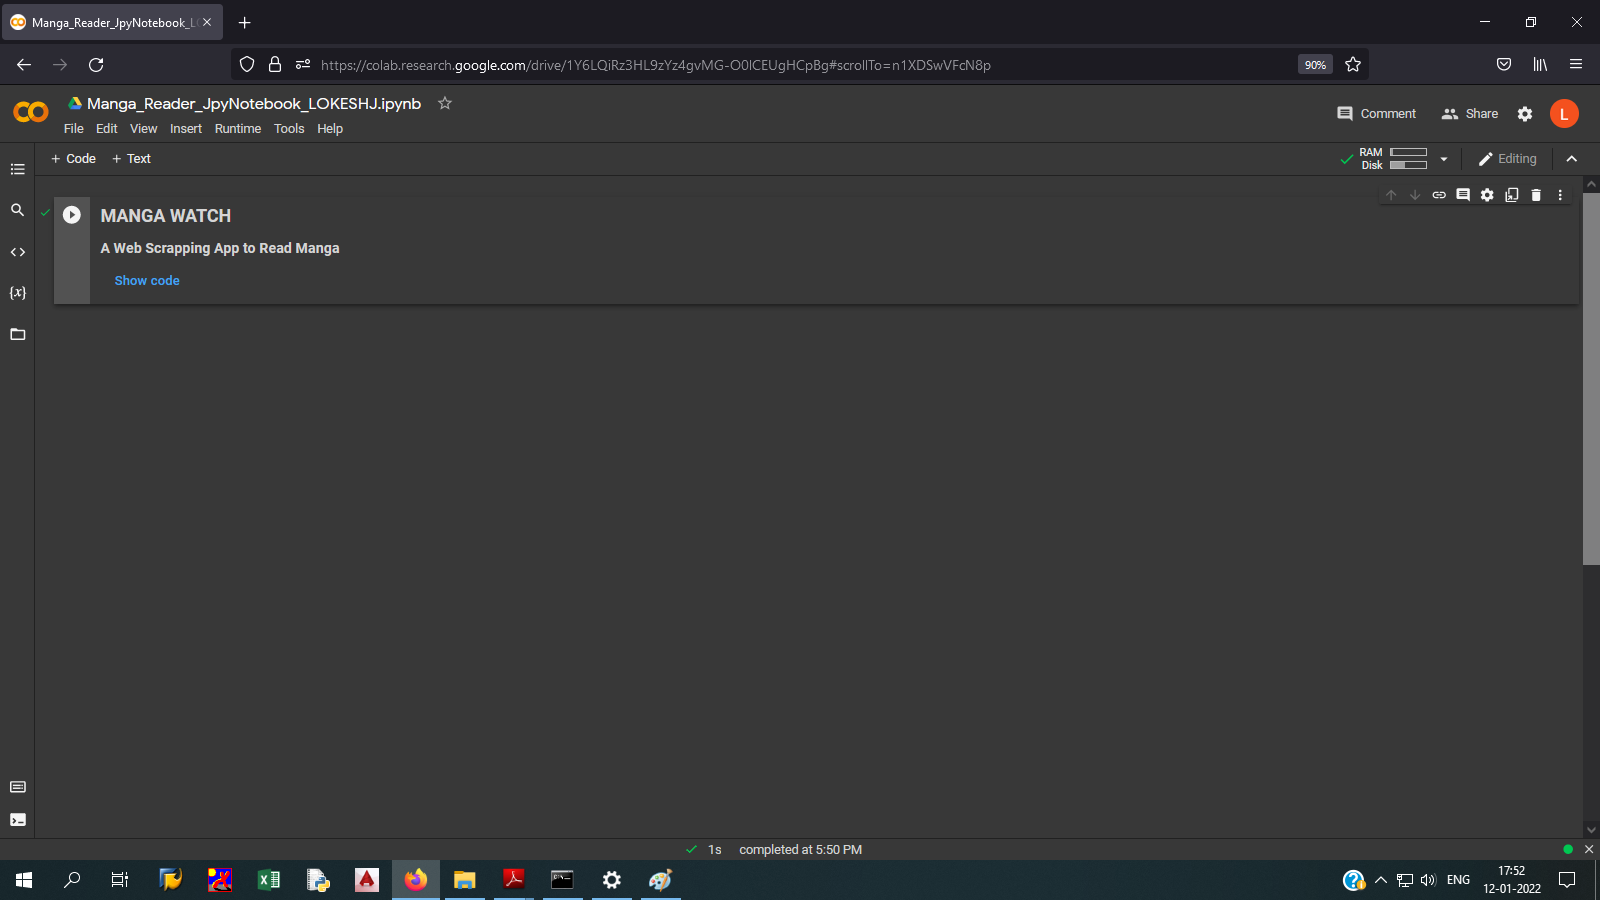 Manga_Reader_JpyNotebook_L
https://colab.research.google.com/drive/1Y6LQiRz3HL9zYz4gvMG-O0lCEUgHCpBg#scrollTo=n1XDSwVFcN8p
90%
Manga_Reader_JpyNotebook_LOKESHJ.ipynb
File Edit View Insert Runtime Tools Help
Comment Share L
+ Code + Text
RAM
Disk
Editing
MANGA WATCH
A Web Scrapping App to Read Manga
Show code
{x}
1s completed at 5:50 PM
ENG
17:52
12-01-2022